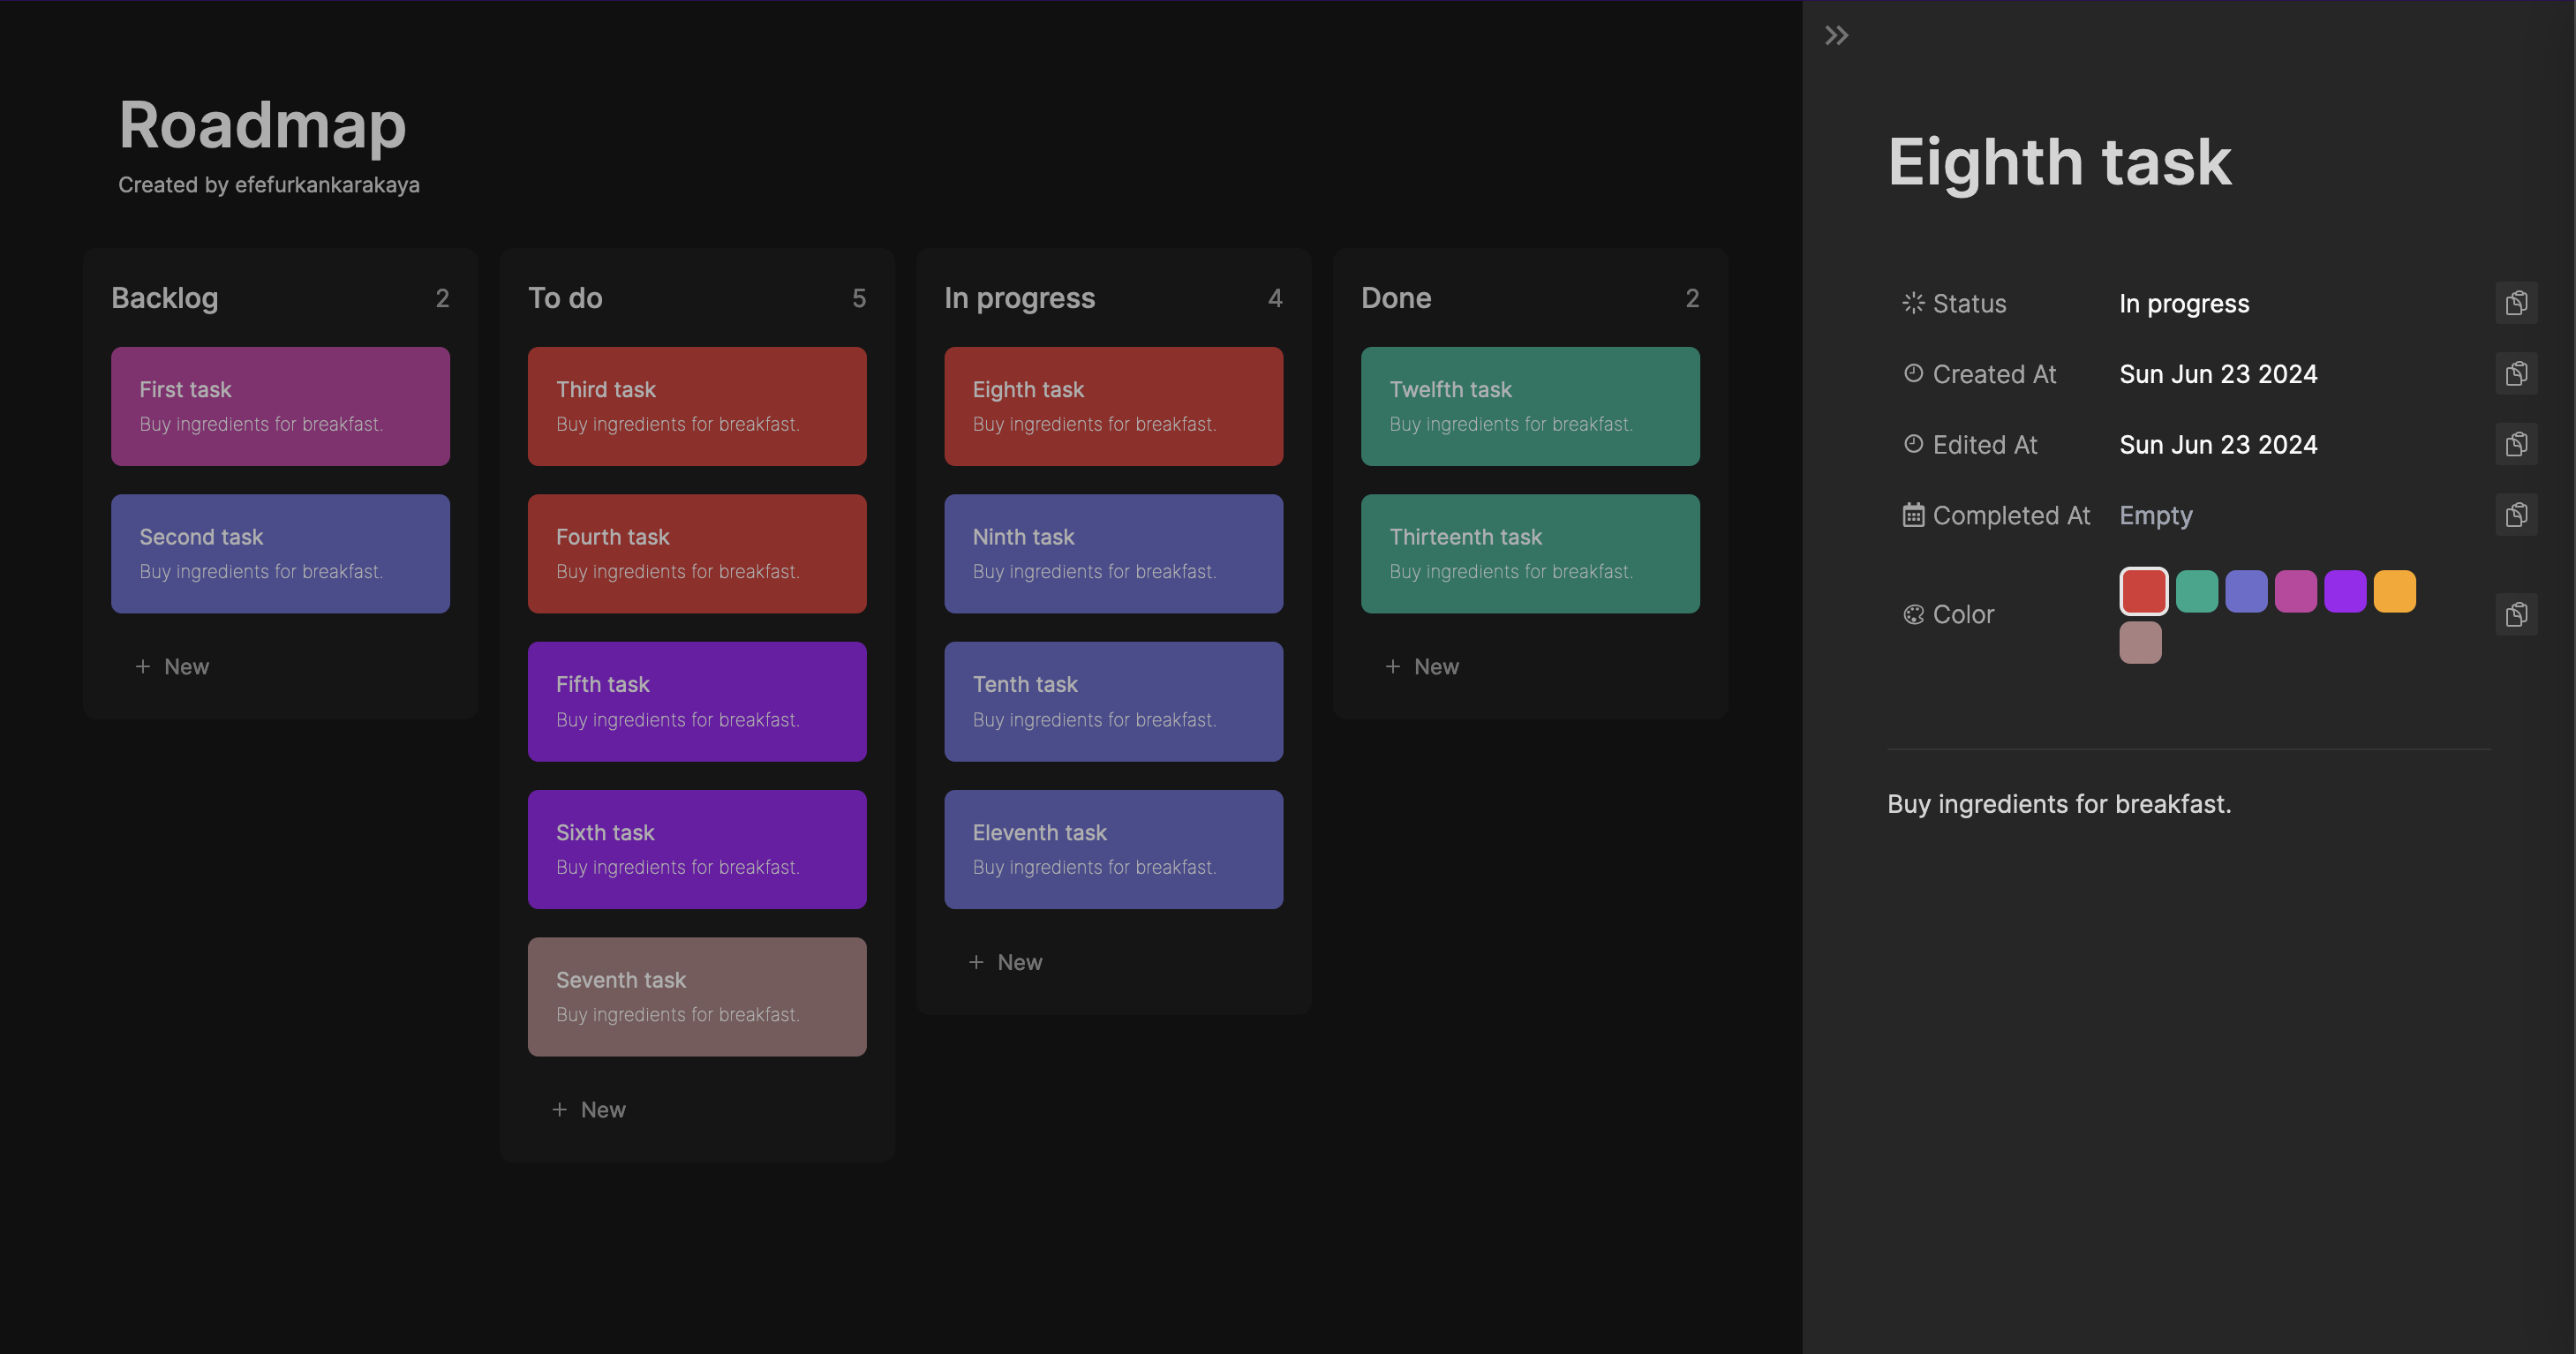 Roadmap
Created by efefurkankarakaya
Backlog 2
First task
Buy ingredients for breakfast.
Second task
Buy ingredients for breakfast.
+ New
To do 5
Third task
Buy ingredients for breakfast.
Fourth task
Buy ingredients for breakfast.
Fifth task
Buy ingredients for breakfast.
Sixth task
Buy ingredients for breakfast.
Seventh task
Buy ingredients for breakfast.
+ New
In progress 4
Eighth task
Buy ingredients for breakfast.
Ninth task
Buy ingredients for breakfast.
Tenth task
Buy ingredients for breakfast.
Eleventh task
Buy ingredients for breakfast.
+ New
Done 2
Twelfth task
Buy ingredients for breakfast.
Thirteenth task
Buy ingredients for breakfast.
+ New
Eighth task
Status In progress
Created At Sun Jun 23 2024
Edited At Sun Jun 23 2024
Completed At Empty
Color
Buy ingredients for breakfast.